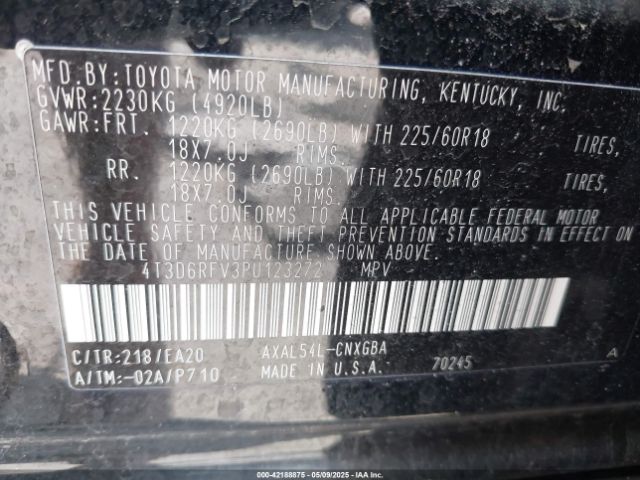 MFD.BY:TOYOTA MOTOR MANUFACTURING, KENTUCKY, INC.
GVWR:2230KG (4920LB)
GAWR:FRT. 1220KG (2690LB) WITH 225/60R18 TIRES,
18X7.0J RIMS.
RR. 1220KG (2690LB) WITH 225/60R18 TIRES,
18X7.0J RIMS.
THIS VEHICLE CONFORMS TO ALL APPLICABLE FEDERAL MOTOR
VEHICLE SAFETY AND THEFT PREVENTION STANDARDS IN EFFECT ON
THE DATE OF MANUFACTURE SHOWN ABOVE.
4T3D6RFV3PU123272 MPV
C/TR:218/EA20 AXAL54L-CNXGBA
A/TM:-02A/P710 MADE IN U.S.A. 70245 A
000-42188875 - 05/09/2025 - IAA Inc.